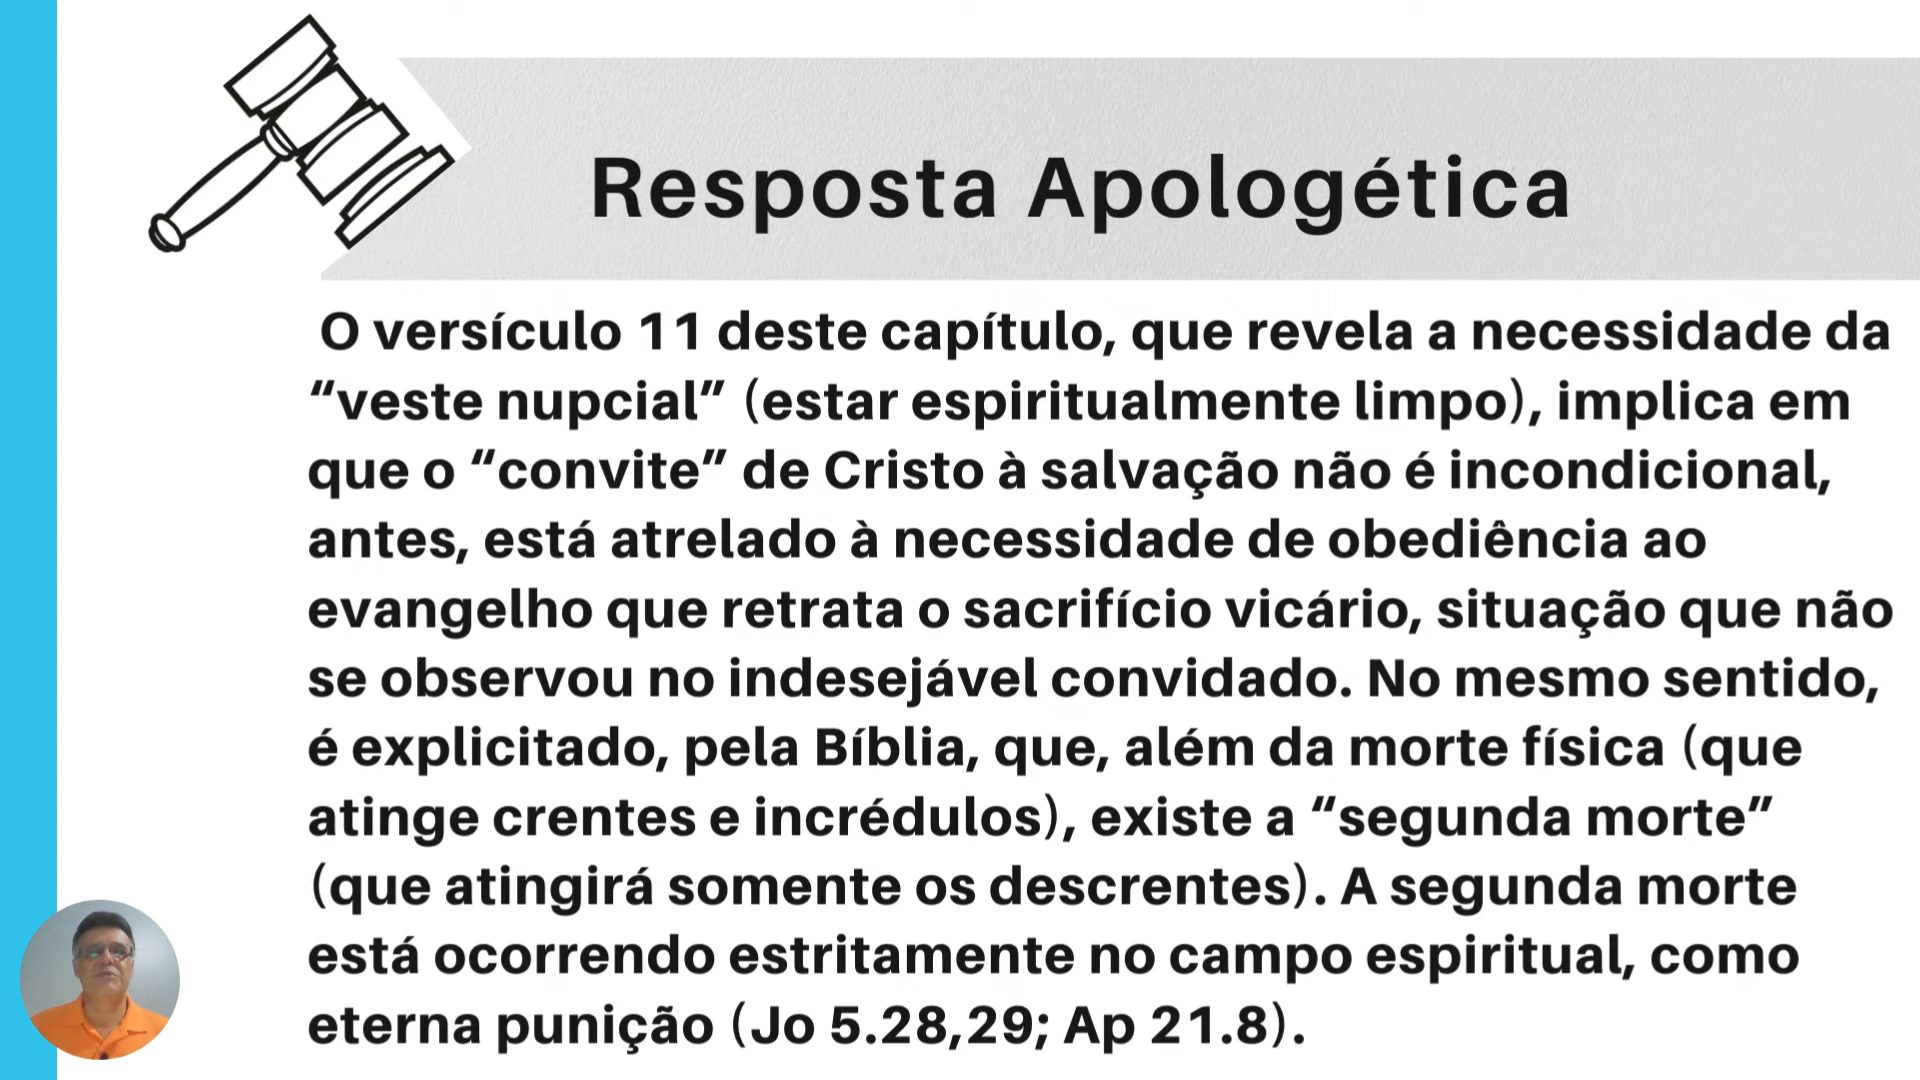 Resposta Apologética
O versículo 11 deste capítulo, que revela a necessidade da
“veste nupcial” (estar espiritualmente limpo), implica em
que o “convite” de Cristo à salvação não é incondicional,
antes, está atrelado à necessidade de obediência ao
evangelho que retrata o sacrifício vicário, situação que não
se observou no indesejável convidado. No mesmo sentido,
é explicitado, pela Bíblia, que, além da morte física (que
atinge crentes e incrédulos), existe a “segunda morte”
(que atingirá somente os descrentes). A segunda morte
está ocorrendo estritamente no campo espiritual, como
eterna punição (Jo 5.28,29; Ap 21.8).